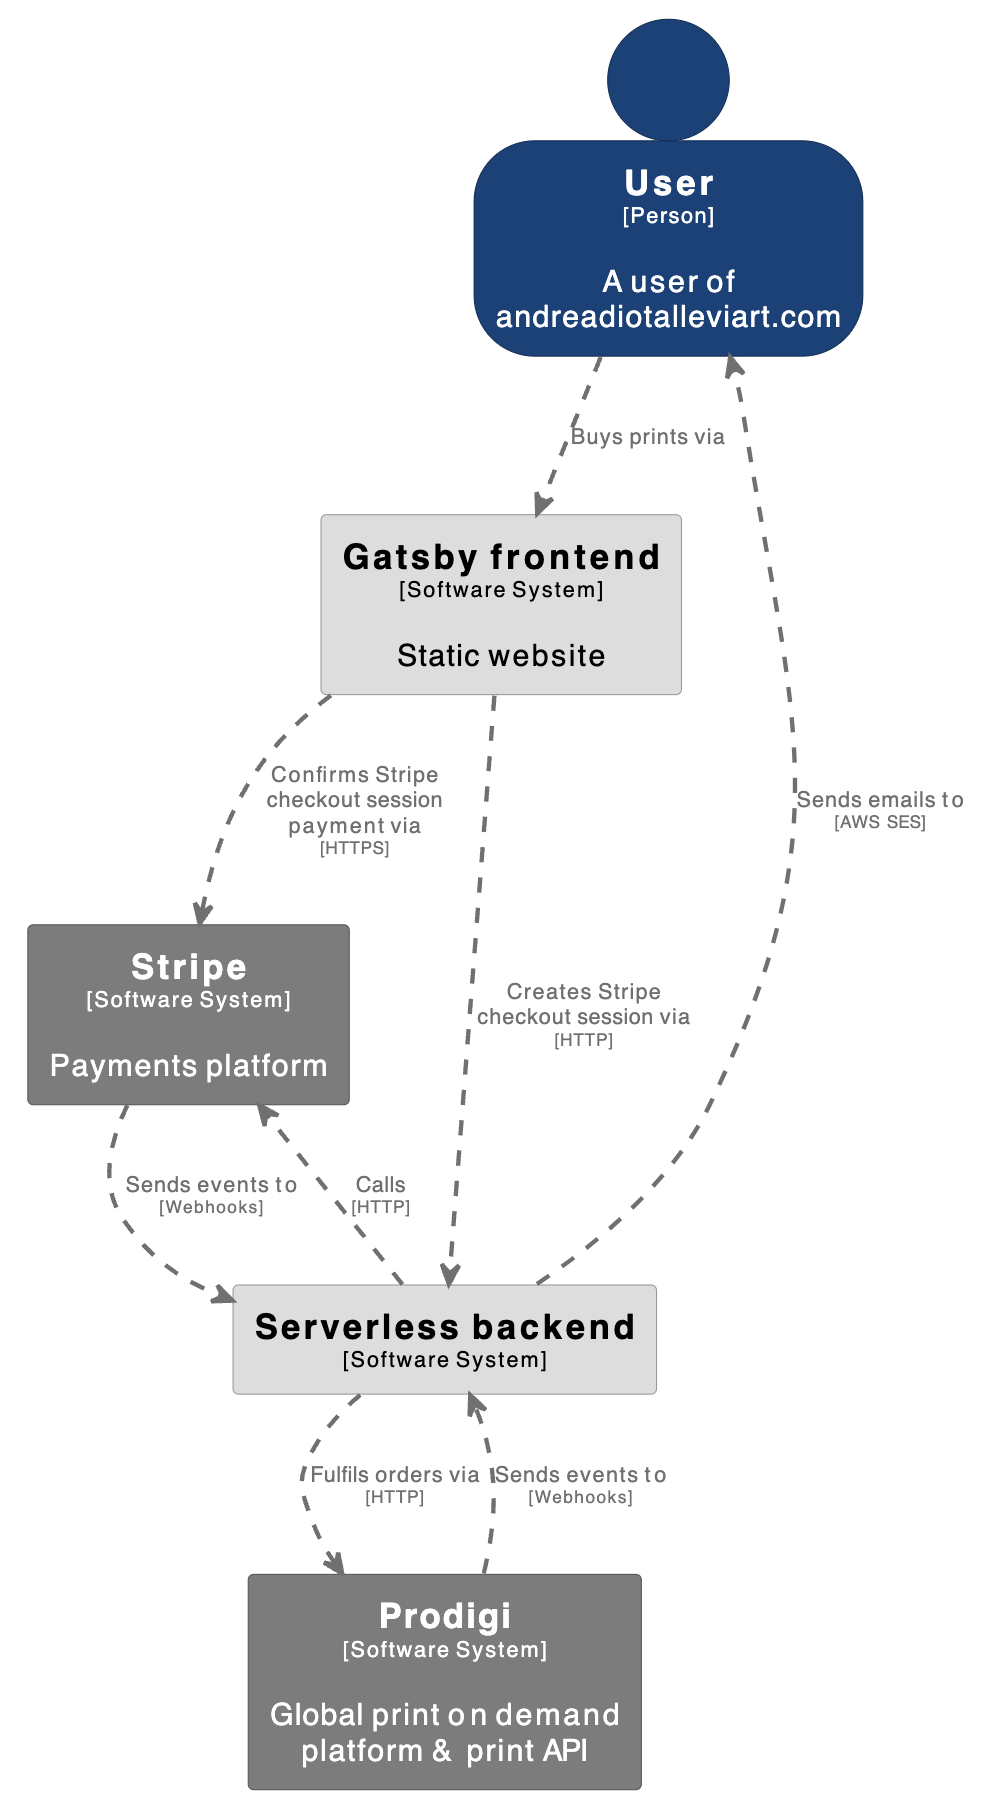 User
[Person]
A user of
andreadiotalleviart.com
Buys prints via
Gatsby frontend
[Software System]
Static website
Confirms Stripe
checkout session
payment via
[HTTPS]
Sends emails to
[AWS SES]
Stripe
[Software System]
Payments platform
Creates Stripe
checkout session via
[HTTP]
Sends events to
[Webhooks]
Calls
[HTTP]
Serverless backend
[Software System]
Fulfils orders via
[HTTP]
Sends events to
[Webhooks]
Prodigi
[Software System]
Global print on demand
platform & print API